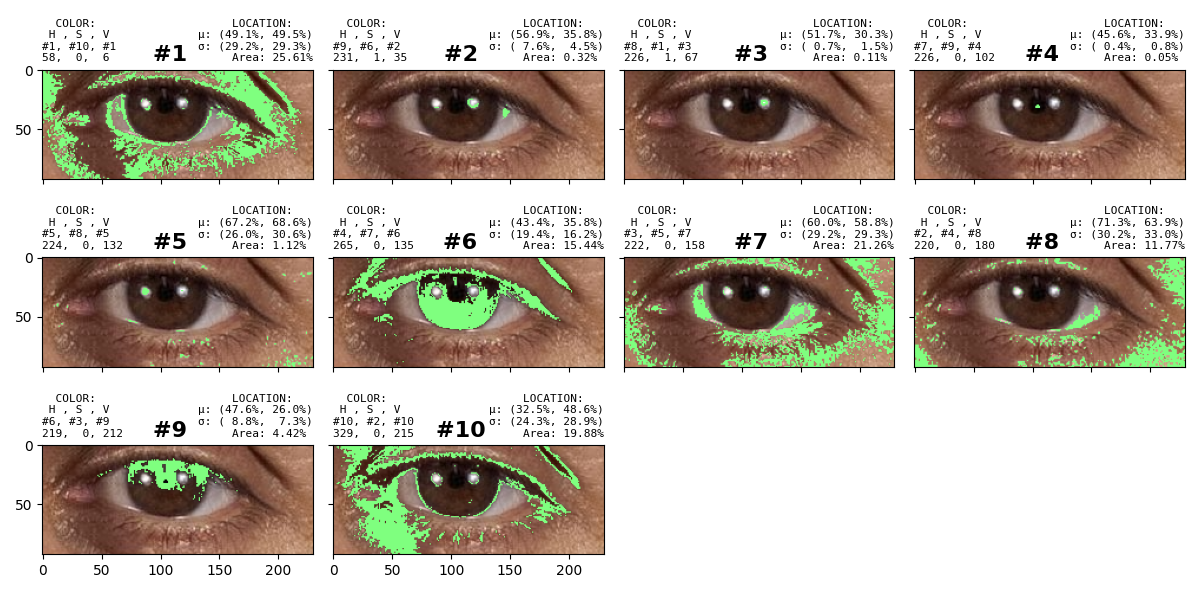 COLOR: LOCATION:
H , S , V μ: (49.1%, 49.5%)
#1, #10, #1 #1 σ: (29.2%, 29.3%)
58, 0, 6 Area: 25.61%
COLOR: LOCATION:
H , S , V μ: (56.9%, 35.8%)
#9, #6, #2 #2 σ: ( 7.6%, 4.5%)
231, 1, 35 Area: 0.32%
COLOR: LOCATION:
H , S , V μ: (51.7%, 30.3%)
#8, #1, #3 #3 σ: ( 0.7%, 1.5%)
226, 1, 67 Area: 0.11%
COLOR: LOCATION:
H , S , V μ: (45.6%, 33.9%)
#7, #9, #4 #4 σ: ( 0.4%, 0.8%)
226, 0, 102 Area: 0.05%
0
50
COLOR: LOCATION:
H , S , V μ: (67.2%, 68.6%)
#5, #8, #5 #5 σ: (26.0%, 30.6%)
224, 0, 132 Area: 1.12%
COLOR: LOCATION:
H , S , V μ: (43.4%, 35.8%)
#4, #7, #6 #6 σ: (19.4%, 16.2%)
265, 0, 135 Area: 15.44%
COLOR: LOCATION:
H , S , V μ: (60.0%, 58.8%)
#3, #5, #7 #7 σ: (29.2%, 29.3%)
222, 0, 158 Area: 21.26%
COLOR: LOCATION:
H , S , V μ: (71.3%, 63.9%)
#2, #4, #8 #8 σ: (30.2%, 33.0%)
220, 0, 180 Area: 11.77%
0
50
COLOR: LOCATION:
H , S , V μ: (47.6%, 26.0%)
#6, #3, #9 #9 σ: ( 8.8%, 7.3%)
219, 0, 212 Area: 4.42%
COLOR: LOCATION:
H , S , V μ: (32.5%, 48.6%)
#10, #2, #10 #10 σ: (24.3%, 28.9%)
329, 0, 215 Area: 19.88%
0
50
0 50 100 150 200
0 50 100 150 200